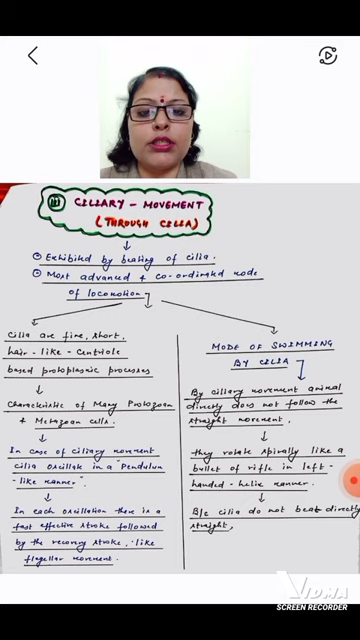 (III) CILIARY - MOVEMENT
(THROUGH CILIA)
Exhibited by beating of cilia.
Most advanced & co-ordinated mode
of locomotion
Cilia are fine, short,
hair-like-centriole
based protoplasmic processes
Characteristic of Many Protozoan
& Metazoan cells.
In case of ciliary movement
cilia oscillate in a "Pendulum
-like manner".
In each oscillation there is a
fast effective stroke followed
by the recovery stroke, like
flagellar movement.
MODE OF SWIMMING
BY CILIA
By ciliary movement animal
directly does not follow the
straight movement.
they rotate spirally like a
bullet of rifle in left-
handed-helix manner.
B/c cilia do not beat directly
straight.
VIDMA
SCREEN RECORDER